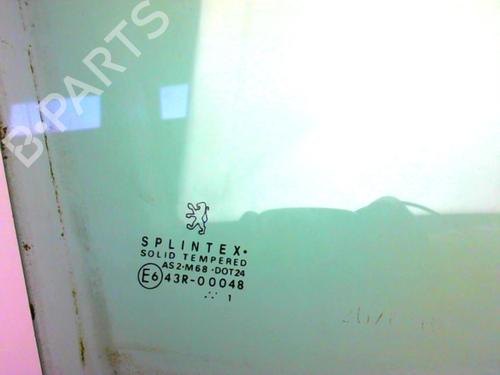 B-PARTS
SPLINTEX•
SOLID TEMPERED
AS2•M68•DOT24
E6 43R-00048
1